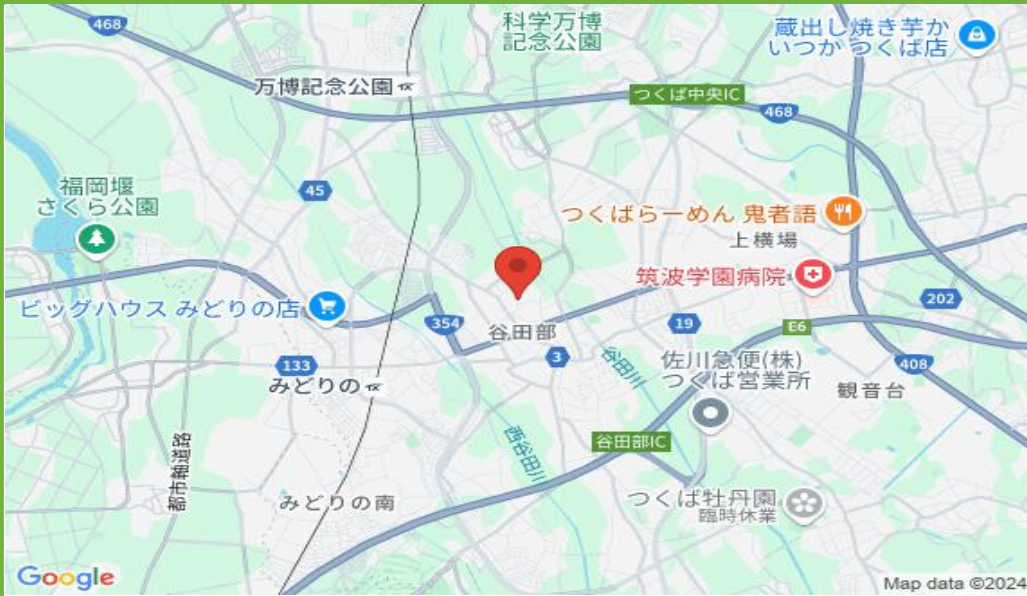 468
科学万博
記念公園
蔵出し焼き芋か
いつか つくば店
万博記念公園
つくば中央IC
468
福岡堰
さくら公園
45
つくばらーめん 鬼者語
上横場
筑波学園病院
202
ビッグハウス みどりの店
354
谷田部
19
E6
3
谷田川
133
みどりの
佐川急便(株)
つくば営業所
408
観音台
都市軸道路
西谷田川
谷田部IC
みどりの南
つくば牡丹園
臨時休業
Google
Map data ©2024